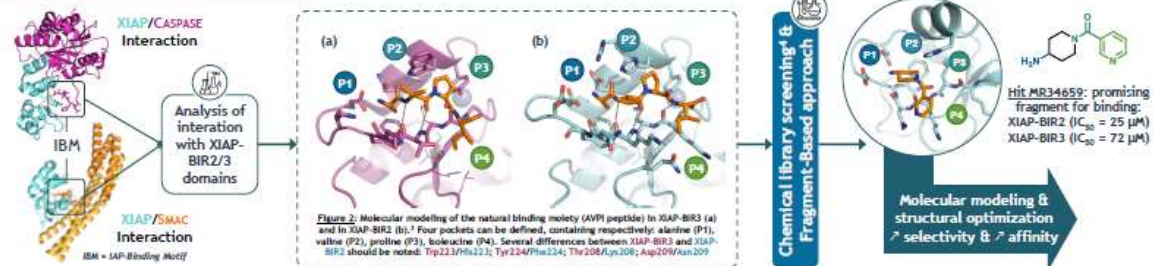 XIAP/CASPASE
Interaction
IBM
XIAP/SMAC
Interaction
IBM = IAP-Binding Motif
Analysis of
interation
with XIAP-
BIR2/3
domains
(a)
P1
P2
P3
P4
(b)
P1
P2
P3
P4
Figure 2: Molecular modeling of the natural binding moiety (AVPI peptide) in XIAP-BIR3 (a)
and in XIAP-BIR2 (b).³ Four pockets can be defined, containing respectively: alanine (P1),
valine (P2), proline (P3), isoleucine (P4). Several differences between XIAP-BIR3 and XIAP-
BIR2 should be noted: Trp223/His223; Tyr224/Phe224; Thr208/Lys208; Asp209/Asn209
Chemical library screening⁴ &
Fragment-Based approach
P1
P2
P3
P4
O
N
H₂N
N
Hit MR34659: promising
fragment for binding:
XIAP-BIR2 (IC₅₀ = 25 µM)
XIAP-BIR3 (IC₅₀ = 72 µM)
Molecular modeling &
structural optimization
↗ selectivity & ↗ affinity